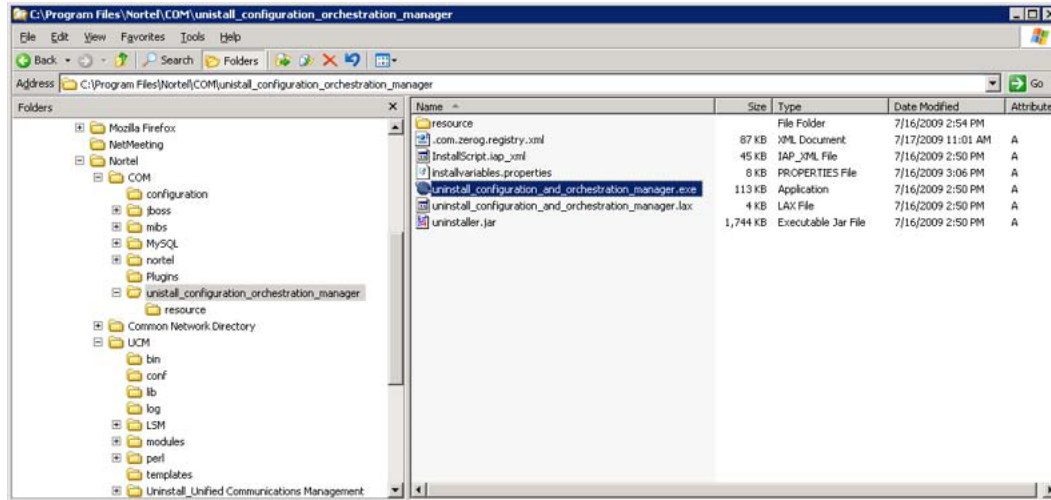 C:\Program Files\Nortel\COM\unistall_configuration_orchestration_manager
File Edit View Favorites Tools Help
Back Search Folders
Address C:\Program Files\Nortel\COM\unistall_configuration_orchestration_manager Go
Folders
Mozilla Firefox
NetMeeting
Nortel
COM
configuration
jboss
mibs
MySQL
nortel
Plugins
unistall_configuration_orchestration_manager
resource
Common Network Directory
UCM
bin
conf
lib
log
LSM
modules
perl
templates
Uninstall_Unified Communications Management
Name Size Type Date Modified Attribute
resource File Folder 7/16/2009 2:54 PM
.com.zerog.registry.xml 87 KB XML Document 7/17/2009 11:01 AM A
InstallScript.iap_xml 45 KB IAP_XML File 7/16/2009 2:50 PM A
installvariables.properties 8 KB PROPERTIES File 7/16/2009 3:06 PM A
uninstall_configuration_and_orchestration_manager.exe 113 KB Application 7/16/2009 2:50 PM A
uninstall_configuration_and_orchestration_manager.lax 4 KB LAX File 7/16/2009 2:50 PM A
uninstaller.jar 1,744 KB Executable Jar File 7/16/2009 2:50 PM A